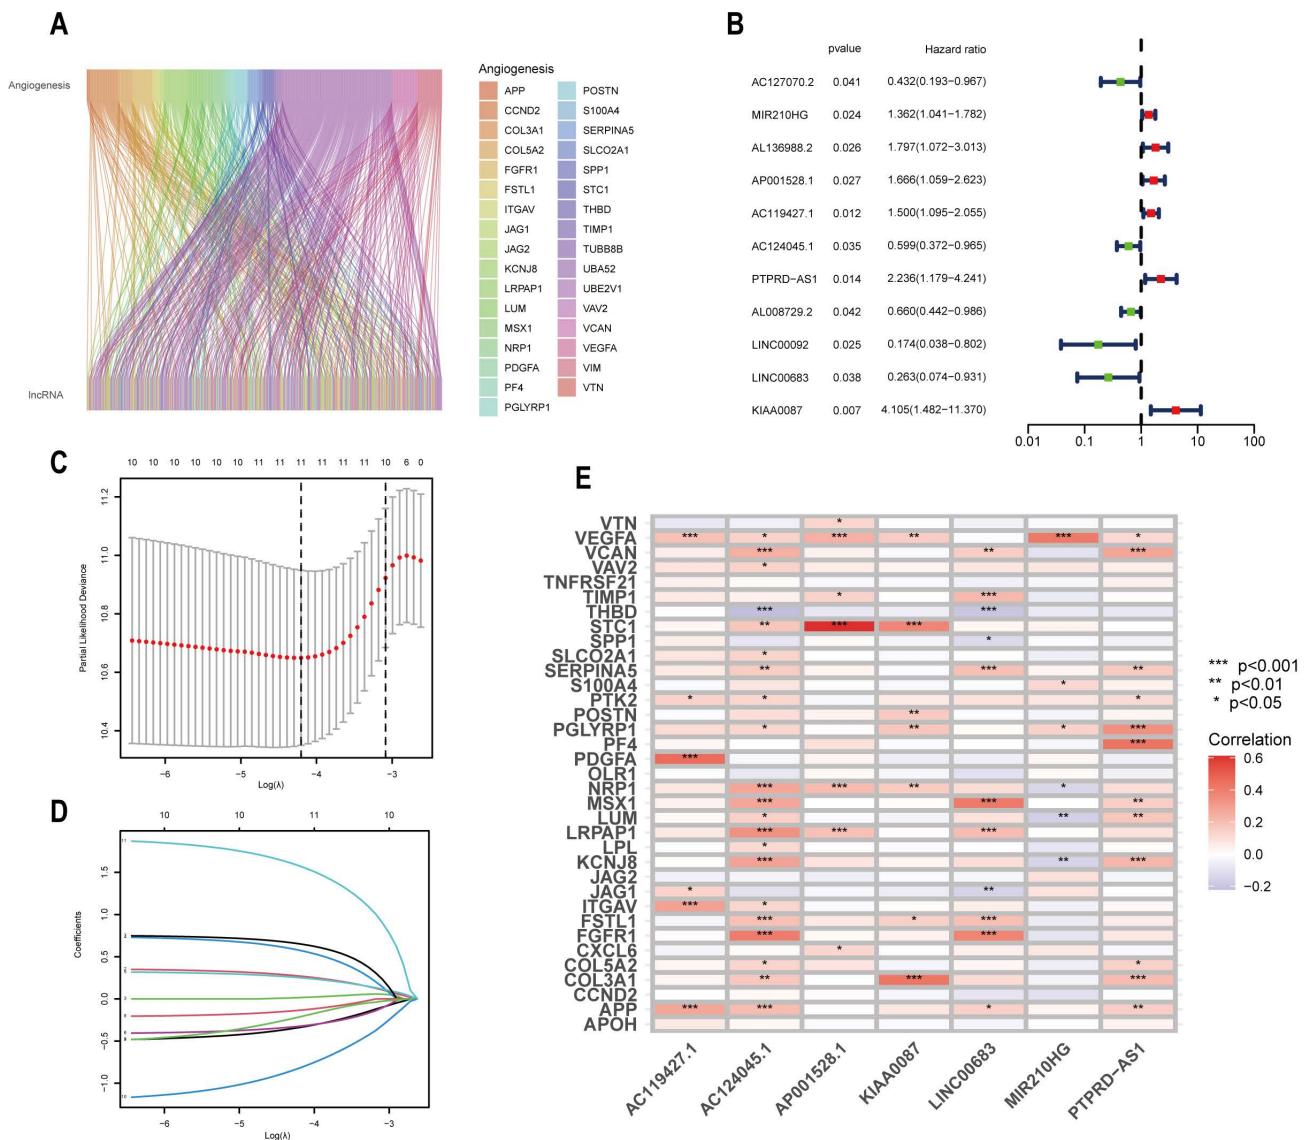 A
Angiogenesis
lncRNA
Angiogenesis
APP
CCND2
COL3A1
COL5A2
FGFR1
FSTL1
ITGAV
JAG1
JAG2
KCNJ8
LRPAP1
LUM
MSX1
NRP1
PDGFA
PF4
PGLYRP1
POSTN
S100A4
SERPINA5
SLCO2A1
SPP1
STC1
THBD
TIMP1
TUBB8B
UBA52
UBE2V1
VAV2
VCAN
VEGFA
VIM
VTN
B
pvalue Hazard ratio
AC127070.2 0.041 0.432(0.193−0.967)
MIR210HG 0.024 1.362(1.041−1.782)
AL136988.2 0.026 1.797(1.072−3.013)
AP001528.1 0.027 1.666(1.059−2.623)
AC119427.1 0.012 1.500(1.095−2.055)
AC124045.1 0.035 0.599(0.372−0.965)
PTPRD−AS1 0.014 2.236(1.179−4.241)
AL008729.2 0.042 0.660(0.442−0.986)
LINC00092 0.025 0.174(0.038−0.802)
LINC00683 0.038 0.263(0.074−0.931)
KIAA0087 0.007 4.105(1.482−11.370)
0.01 0.1 1 10 100
C
10 10 10 10 10 10 11 11 11 11 11 11 10 6 0
Partial Likelihood Deviance
11.2
11.0
10.8
10.6
10.4
−6 −5 −4 −3
Log(λ)
D
10 10 11 10
Coefficients
1.5
1.0
0.5
0.0
−0.5
−1.0
−6 −5 −4 −3
Log(λ)
E
VTN *
VEGFA *** * *** ** *** *
VCAN *** ** ***
VAV2 *
TNFRSF21
TIMP1 * ***
THBD *** ***
STC1 ** *** ***
SPP1 *
SLCO2A1 *
SERPINA5 ** *** **
S100A4 *
PTK2 * * *
POSTN **
PGLYRP1 * ** * ***
PF4 ***
PDGFA ***
OLR1
NRP1 *** *** ** *
MSX1 *** *** **
LUM * ** **
LRPAP1 *** *** ***
LPL *
KCNJ8 *** ** ***
JAG2
JAG1 * **
ITGAV *** *
FSTL1 *** * ***
FGFR1 *** ***
CXCL6 *
COL5A2 * *
COL3A1 ** *** ***
CCND2
APP *** *** * **
APOH
AC119427.1
AC124045.1
AP001528.1
KIAA0087
LINC00683
MIR210HG
PTPRD−AS1
*** p<0.001
** p<0.01
* p<0.05
Correlation
0.6
0.4
0.2
0.0
−0.2